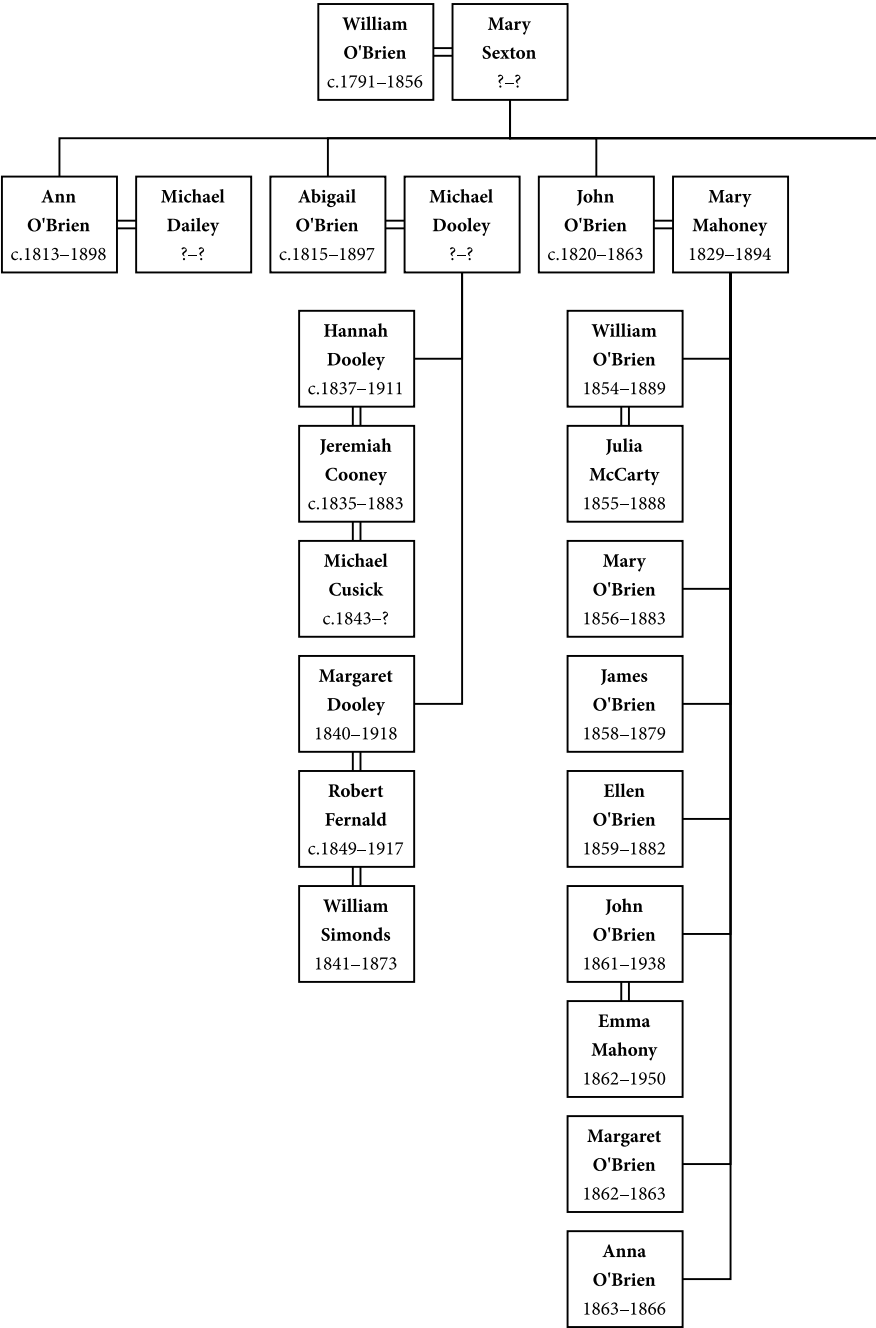 William
O'Brien
c.1791–1856
Mary
Sexton
?–?
Ann
O'Brien
c.1813–1898
Michael
Dailey
?–?
Abigail
O'Brien
c.1815–1897
Michael
Dooley
?–?
John
O'Brien
c.1820–1863
Mary
Mahoney
1829–1894
Hannah
Dooley
c.1837–1911
Jeremiah
Cooney
c.1835–1883
Michael
Cusick
c.1843–?
Margaret
Dooley
1840–1918
Robert
Fernald
c.1849–1917
William
Simonds
1841–1873
William
O'Brien
1854–1889
Julia
McCarty
1855–1888
Mary
O'Brien
1856–1883
James
O'Brien
1858–1879
Ellen
O'Brien
1859–1882
John
O'Brien
1861–1938
Emma
Mahony
1862–1950
Margaret
O'Brien
1862–1863
Anna
O'Brien
1863–1866